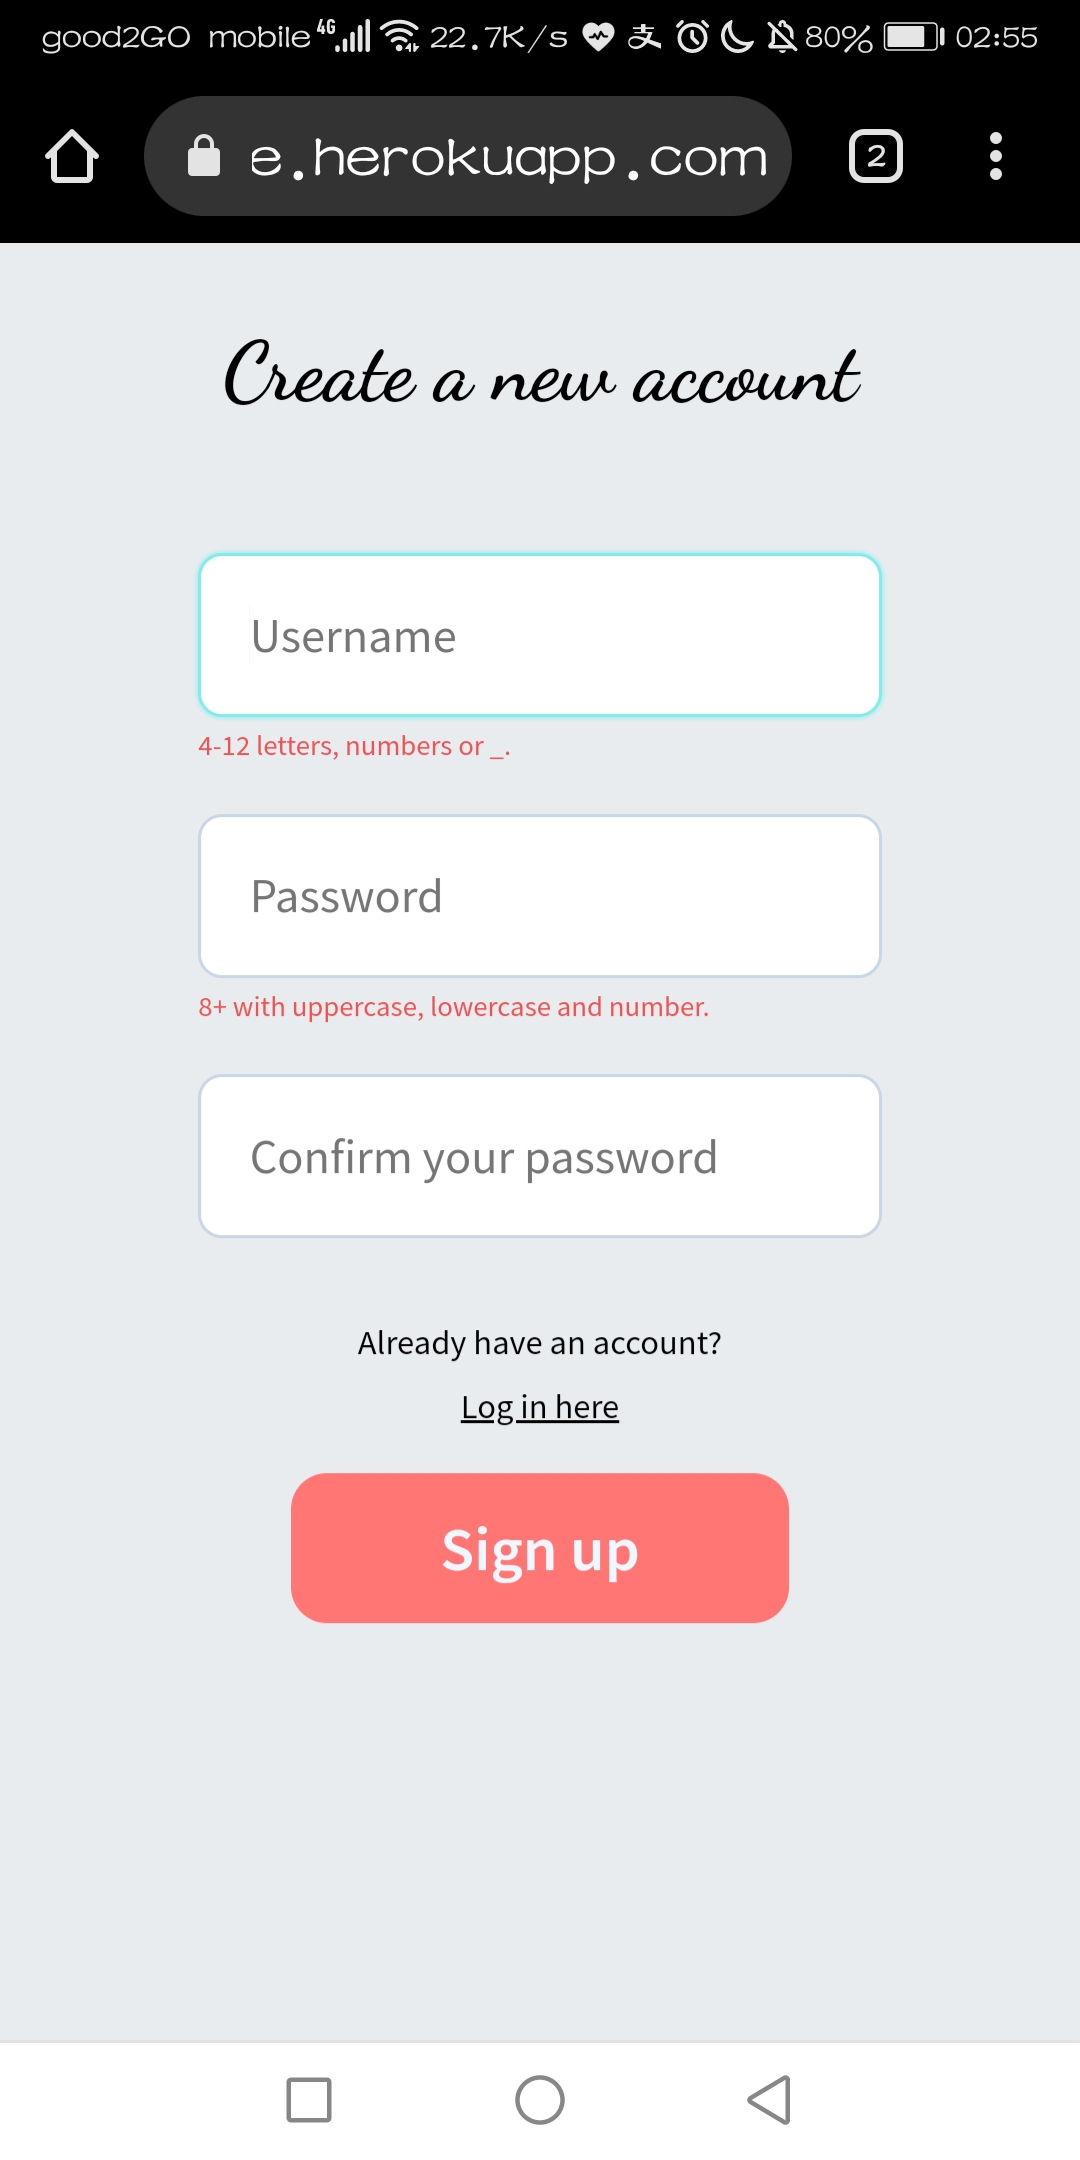 good2GO mobile 4G 22.7K/s 支 80% 02:55
e.herokuapp.com 2
Create a new account
Username
4-12 letters, numbers or _.
Password
8+ with uppercase, lowercase and number.
Confirm your password
Already have an account?
Log in here
Sign up